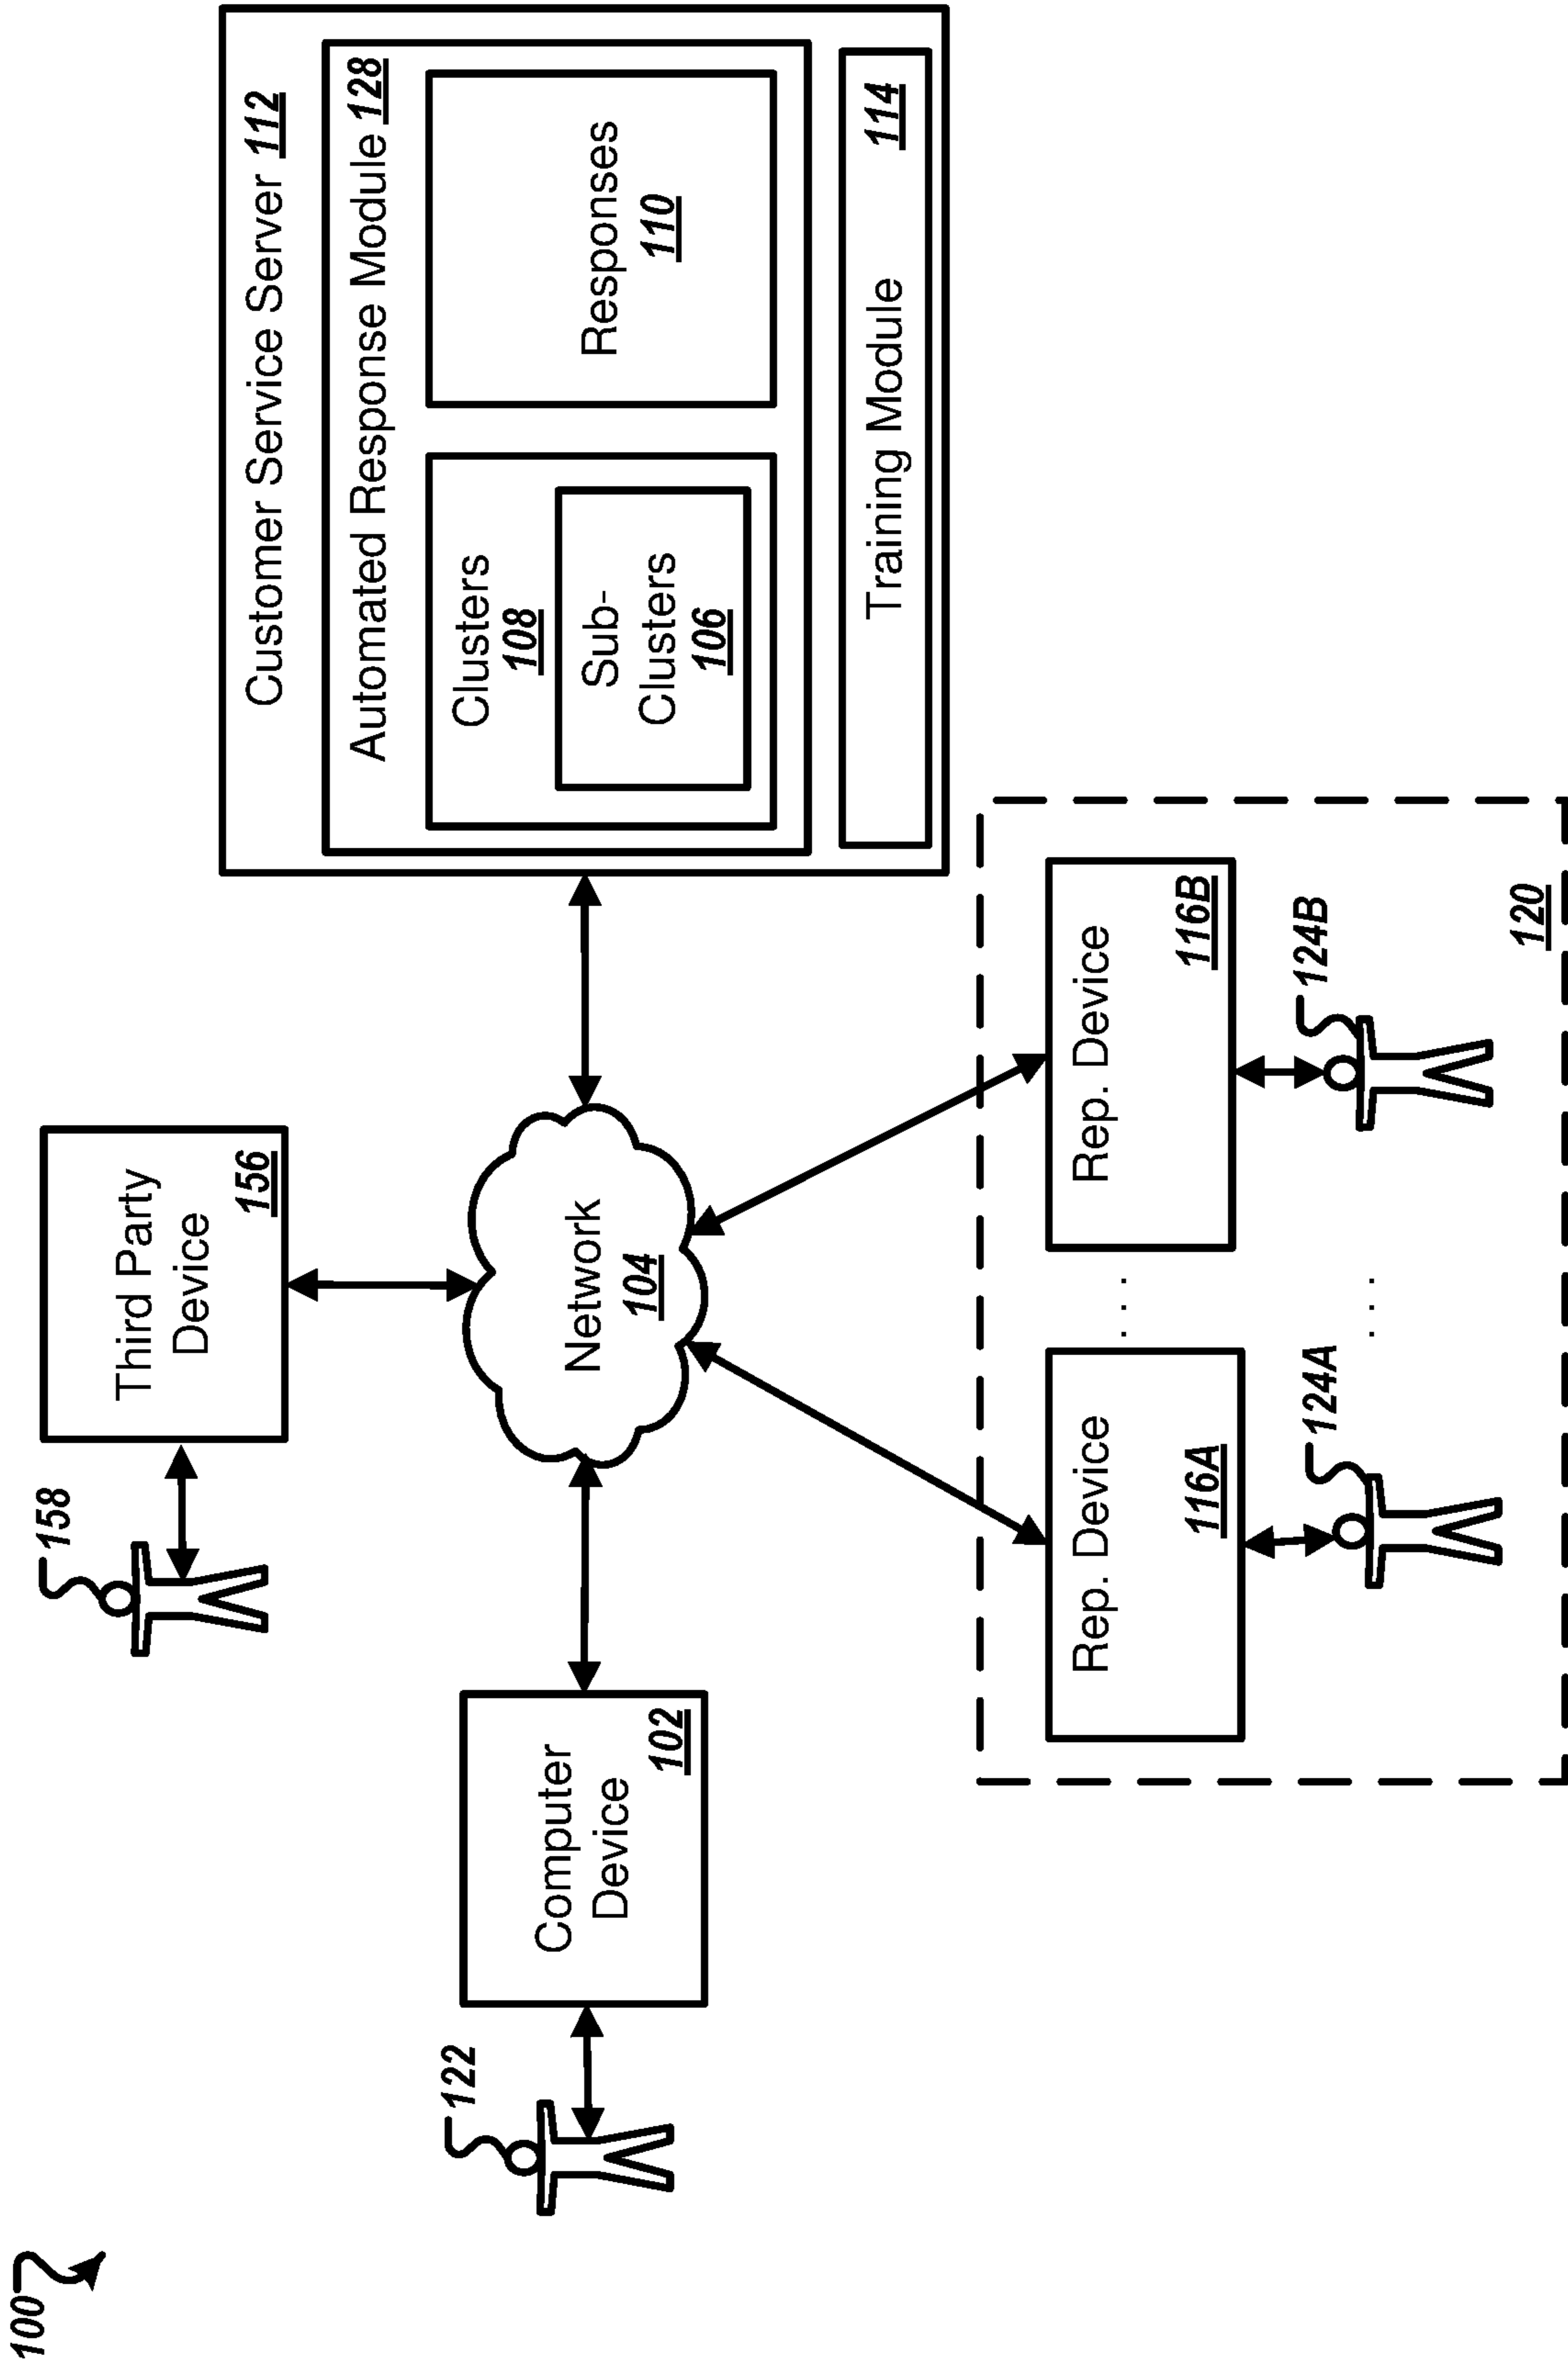 100
158
Third Party
Device
156
122
Computer
Device
102
Network
104
Customer Service Server 112
Automated Response Module 128
Clusters
108
Sub-
Clusters
106
Responses
110
Training Module 114
Rep. Device
116A
124A
. . .
. . .
Rep. Device
116B
124B
120